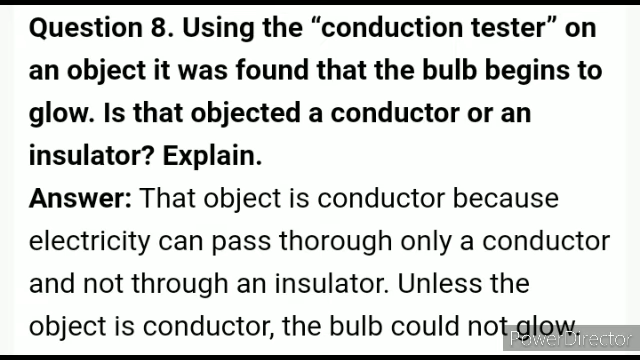 Question 8. Using the “conduction tester” on
an object it was found that the bulb begins to
glow. Is that objected a conductor or an
insulator? Explain.
Answer: That object is conductor because
electricity can pass thorough only a conductor
and not through an insulator. Unless the
object is conductor, the bulb could not glow.
PowerDirector